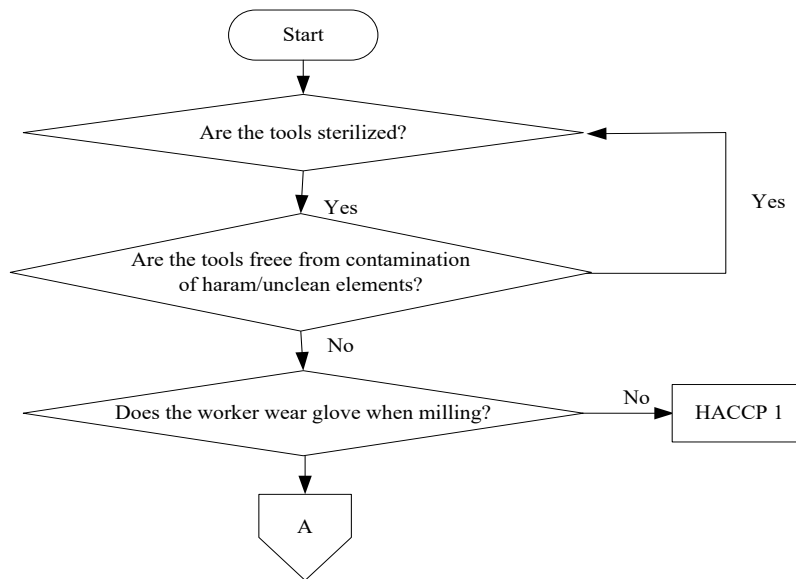 Start
Are the tools sterilized?
Yes
Yes
Are the tools freee from contamination
of haram/unclean elements?
No
Does the worker wear glove when milling?
No
HACCP 1
A